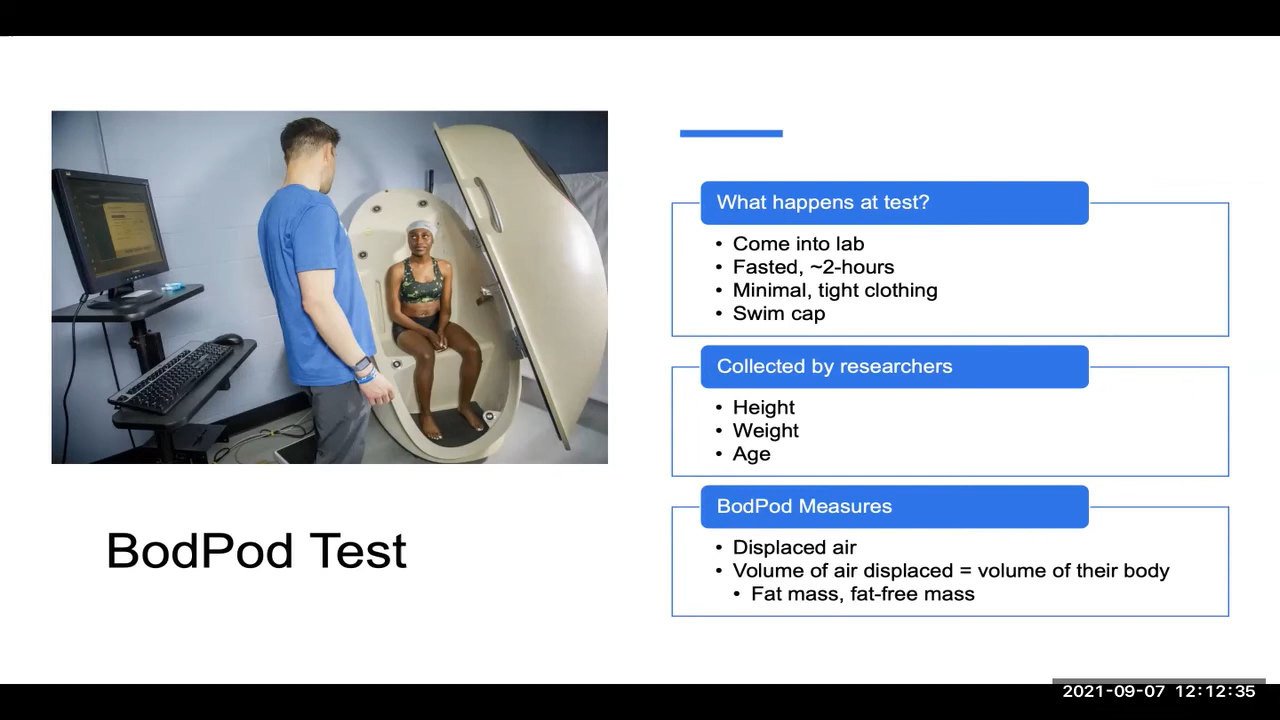 What happens at test?
• Come into lab
• Fasted, ~2-hours
• Minimal, tight clothing
• Swim cap
Collected by researchers
• Height
• Weight
• Age
BodPod Test
BodPod Measures
• Displaced air
• Volume of air displaced = volume of their body
• Fat mass, fat-free mass
2021-09-07 12:12:35